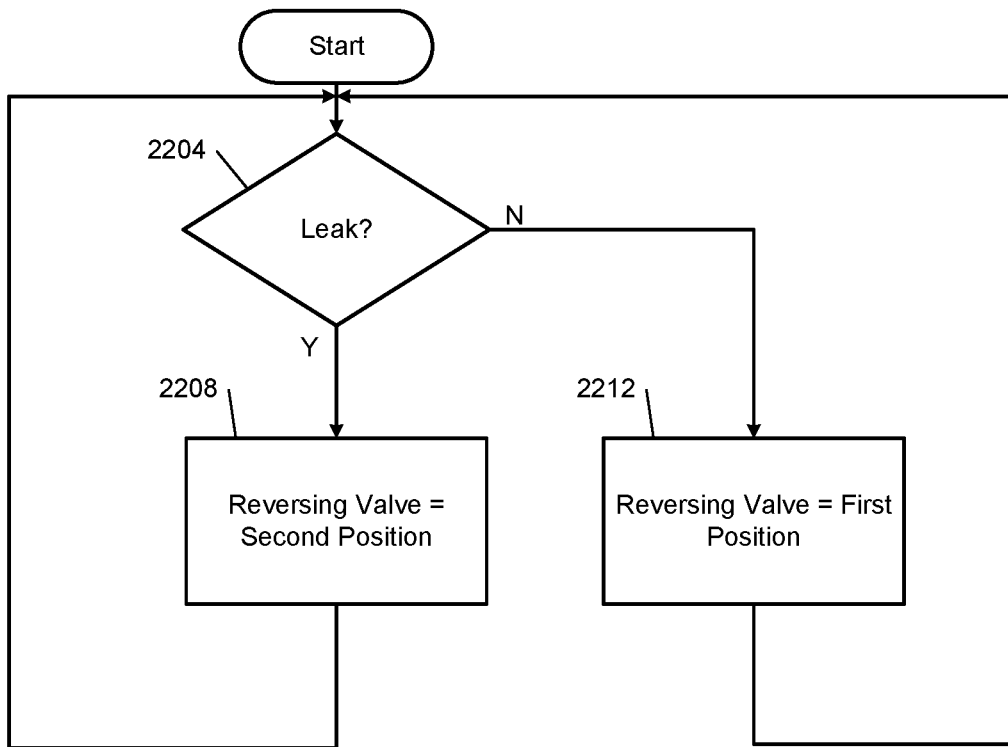 Start
2204
Leak?
N
Y
2208
2212
Reversing Valve =
Second Position
Reversing Valve = First
Position